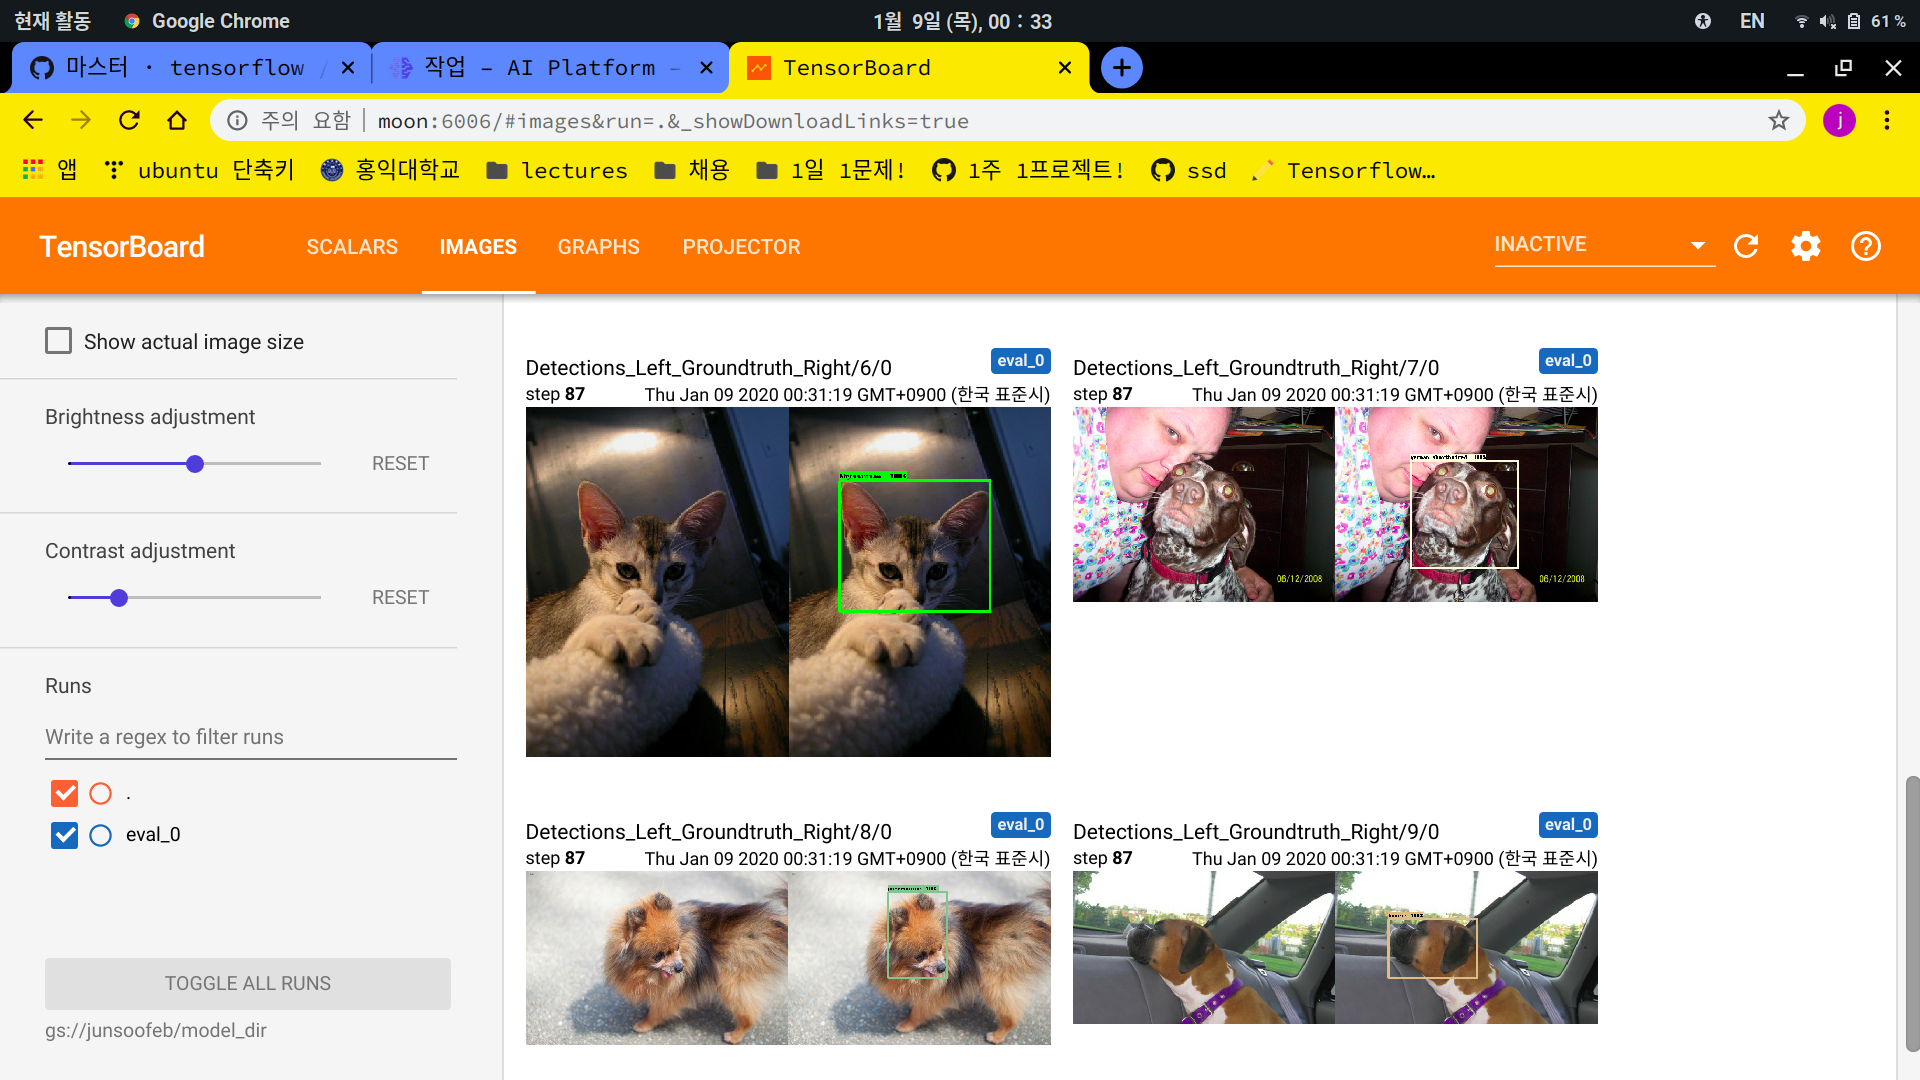 현재 활동 Google Chrome 1월 9일 (목), 00 : 33 EN 61 %
마스터 · tensorflow / 작업 – AI Platform – TensorBoard
주의 요함 moon:6006/#images&run=.&_showDownloadLinks=true j
앱 ubuntu 단축키 홍익대학교 lectures 채용 1일 1문제! 1주 1프로젝트! ssd Tensorflow…
TensorBoard SCALARS IMAGES GRAPHS PROJECTOR INACTIVE
Show actual image size
Brightness adjustment
RESET
Contrast adjustment
RESET
Runs
Write a regex to filter runs
.
eval_0
TOGGLE ALL RUNS
gs://junsoofeb/model_dir
Detections_Left_Groundtruth_Right/6/0 eval_0
step 87 Thu Jan 09 2020 00:31:19 GMT+0900 (한국 표준시)
Detections_Left_Groundtruth_Right/7/0 eval_0
step 87 Thu Jan 09 2020 00:31:19 GMT+0900 (한국 표준시)
06/12/2008
06/12/2008
Detections_Left_Groundtruth_Right/8/0 eval_0
step 87 Thu Jan 09 2020 00:31:19 GMT+0900 (한국 표준시)
Detections_Left_Groundtruth_Right/9/0 eval_0
step 87 Thu Jan 09 2020 00:31:19 GMT+0900 (한국 표준시)